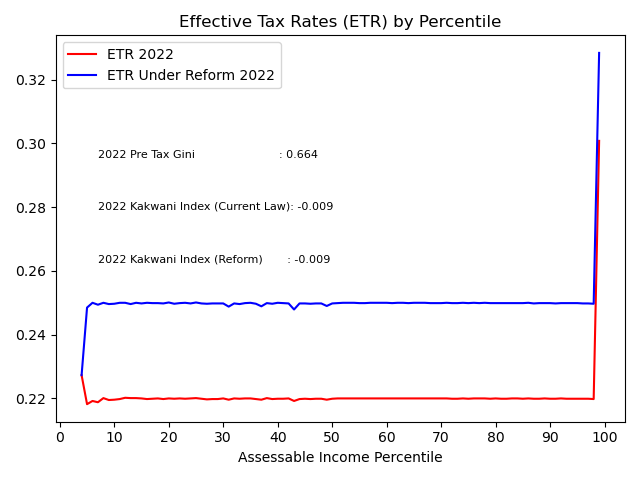 Effective Tax Rates (ETR) by Percentile
ETR 2022
ETR Under Reform 2022
2022 Pre Tax Gini : 0.664
2022 Kakwani Index (Current Law): -0.009
2022 Kakwani Index (Reform) : -0.009
0.32
0.30
0.28
0.26
0.24
0.22
0 10 20 30 40 50 60 70 80 90 100
Assessable Income Percentile